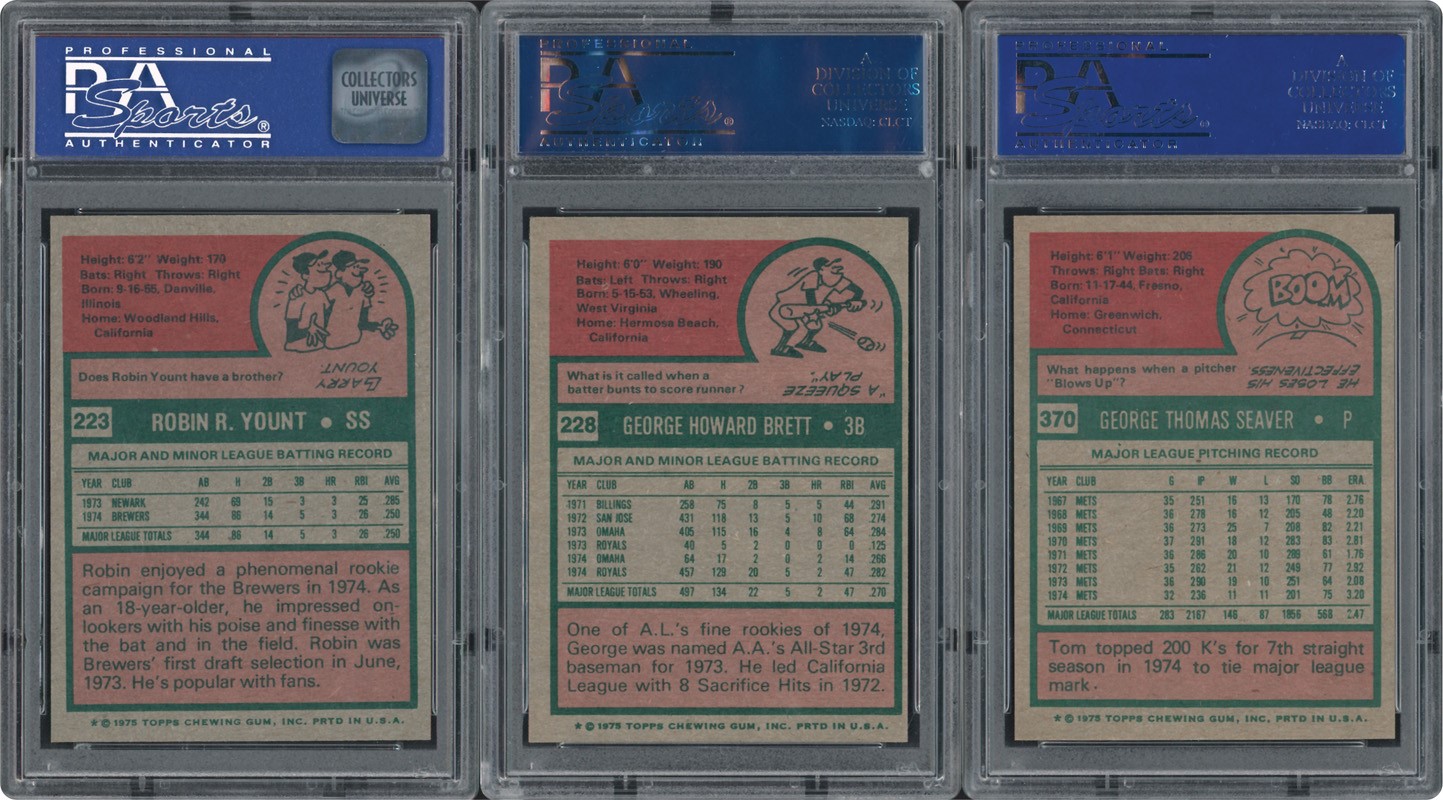 PROFESSIONAL
PSA
Sports®
AUTHENTICATOR
COLLECTORS
UNIVERSE
Height: 6'2" Weight: 170
Bats: Right Throws: Right
Born: 9-16-55, Danville,
Illinois
Home: Woodland Hills,
California
Does Robin Yount have a brother?
GARRY
YOUNT
223 ROBIN R. YOUNT • SS
MAJOR AND MINOR LEAGUE BATTING RECORD
YEAR CLUB AB H 2B 3B HR RBI AVG
1973 NEWARK 242 69 15 3 3 25 .285
1974 BREWERS 344 86 14 5 3 26 .250
MAJOR LEAGUE TOTALS 344 86 14 5 3 26 .250
Robin enjoyed a phenomenal rookie
campaign for the Brewers in 1974. As
an 18-year-older, he impressed on-
lookers with his poise and finesse with
the bat and in the field. Robin was
Brewers' first draft selection in June,
1973. He's popular with fans.
* © 1975 TOPPS CHEWING GUM, INC. PRTD IN U.S.A.
PROFESSIONAL
PSA
Sports®
AUTHENTICATOR
A
DIVISION OF
COLLECTORS
UNIVERSE
NASDAQ: CLCT
Height: 6'0" Weight: 190
Bats: Left Throws: Right
Born: 5-15-53, Wheeling,
West Virginia
Home: Hermosa Beach,
California
What is it called when a
batter bunts to score runner?
A "SQUEEZE
PLAY".
228 GEORGE HOWARD BRETT • 3B
MAJOR AND MINOR LEAGUE BATTING RECORD
YEAR CLUB AB H 2B 3B HR RBI AVG
1971 BILLINGS 258 75 8 5 5 44 .291
1972 SAN JOSE 431 118 13 5 10 68 .274
1973 OMAHA 405 115 16 4 8 64 .284
1973 ROYALS 40 5 2 0 0 0 .125
1974 OMAHA 64 17 2 0 2 14 .266
1974 ROYALS 457 129 20 5 2 47 .282
MAJOR LEAGUE TOTALS 497 134 22 5 2 47 .270
One of A.L.'s fine rookies of 1974,
George was named A.A.'s All-Star 3rd
baseman for 1973. He led California
League with 8 Sacrifice Hits in 1972.
* © 1975 TOPPS CHEWING GUM, INC. PRTD IN U.S.A.
PROFESSIONAL
PSA
Sports®
AUTHENTICATOR
A
DIVISION OF
COLLECTORS
UNIVERSE
NASDAQ: CLCT
Height: 6'1" Weight: 206
Throws: Right Bats: Right
Born: 11-17-44, Fresno,
California
Home: Greenwich,
Connecticut
BOOM
What happens when a pitcher
"Blows Up"?
HE LOSES HIS
EFFECTIVENESS.
370 GEORGE THOMAS SEAVER • P
MAJOR LEAGUE PITCHING RECORD
YEAR CLUB G IP W L SO BB ERA.
1967 METS 35 251 16 13 170 78 2.76
1968 METS 36 278 16 12 205 48 2.20
1969 METS 36 273 25 7 208 82 2.21
1970 METS 37 291 18 12 283 83 2.81
1971 METS 36 286 20 10 289 61 1.76
1972 METS 35 262 21 12 249 77 2.92
1973 METS 36 290 19 10 251 64 2.08
1974 METS 32 236 11 11 201 75 3.20
MAJOR LEAGUE TOTALS 283 2167 146 87 1856 568 2.47
Tom topped 200 K's for 7th straight
season in 1974 to tie major league
mark.
* © 1975 TOPPS CHEWING GUM, INC. PRTD IN U.S.A.